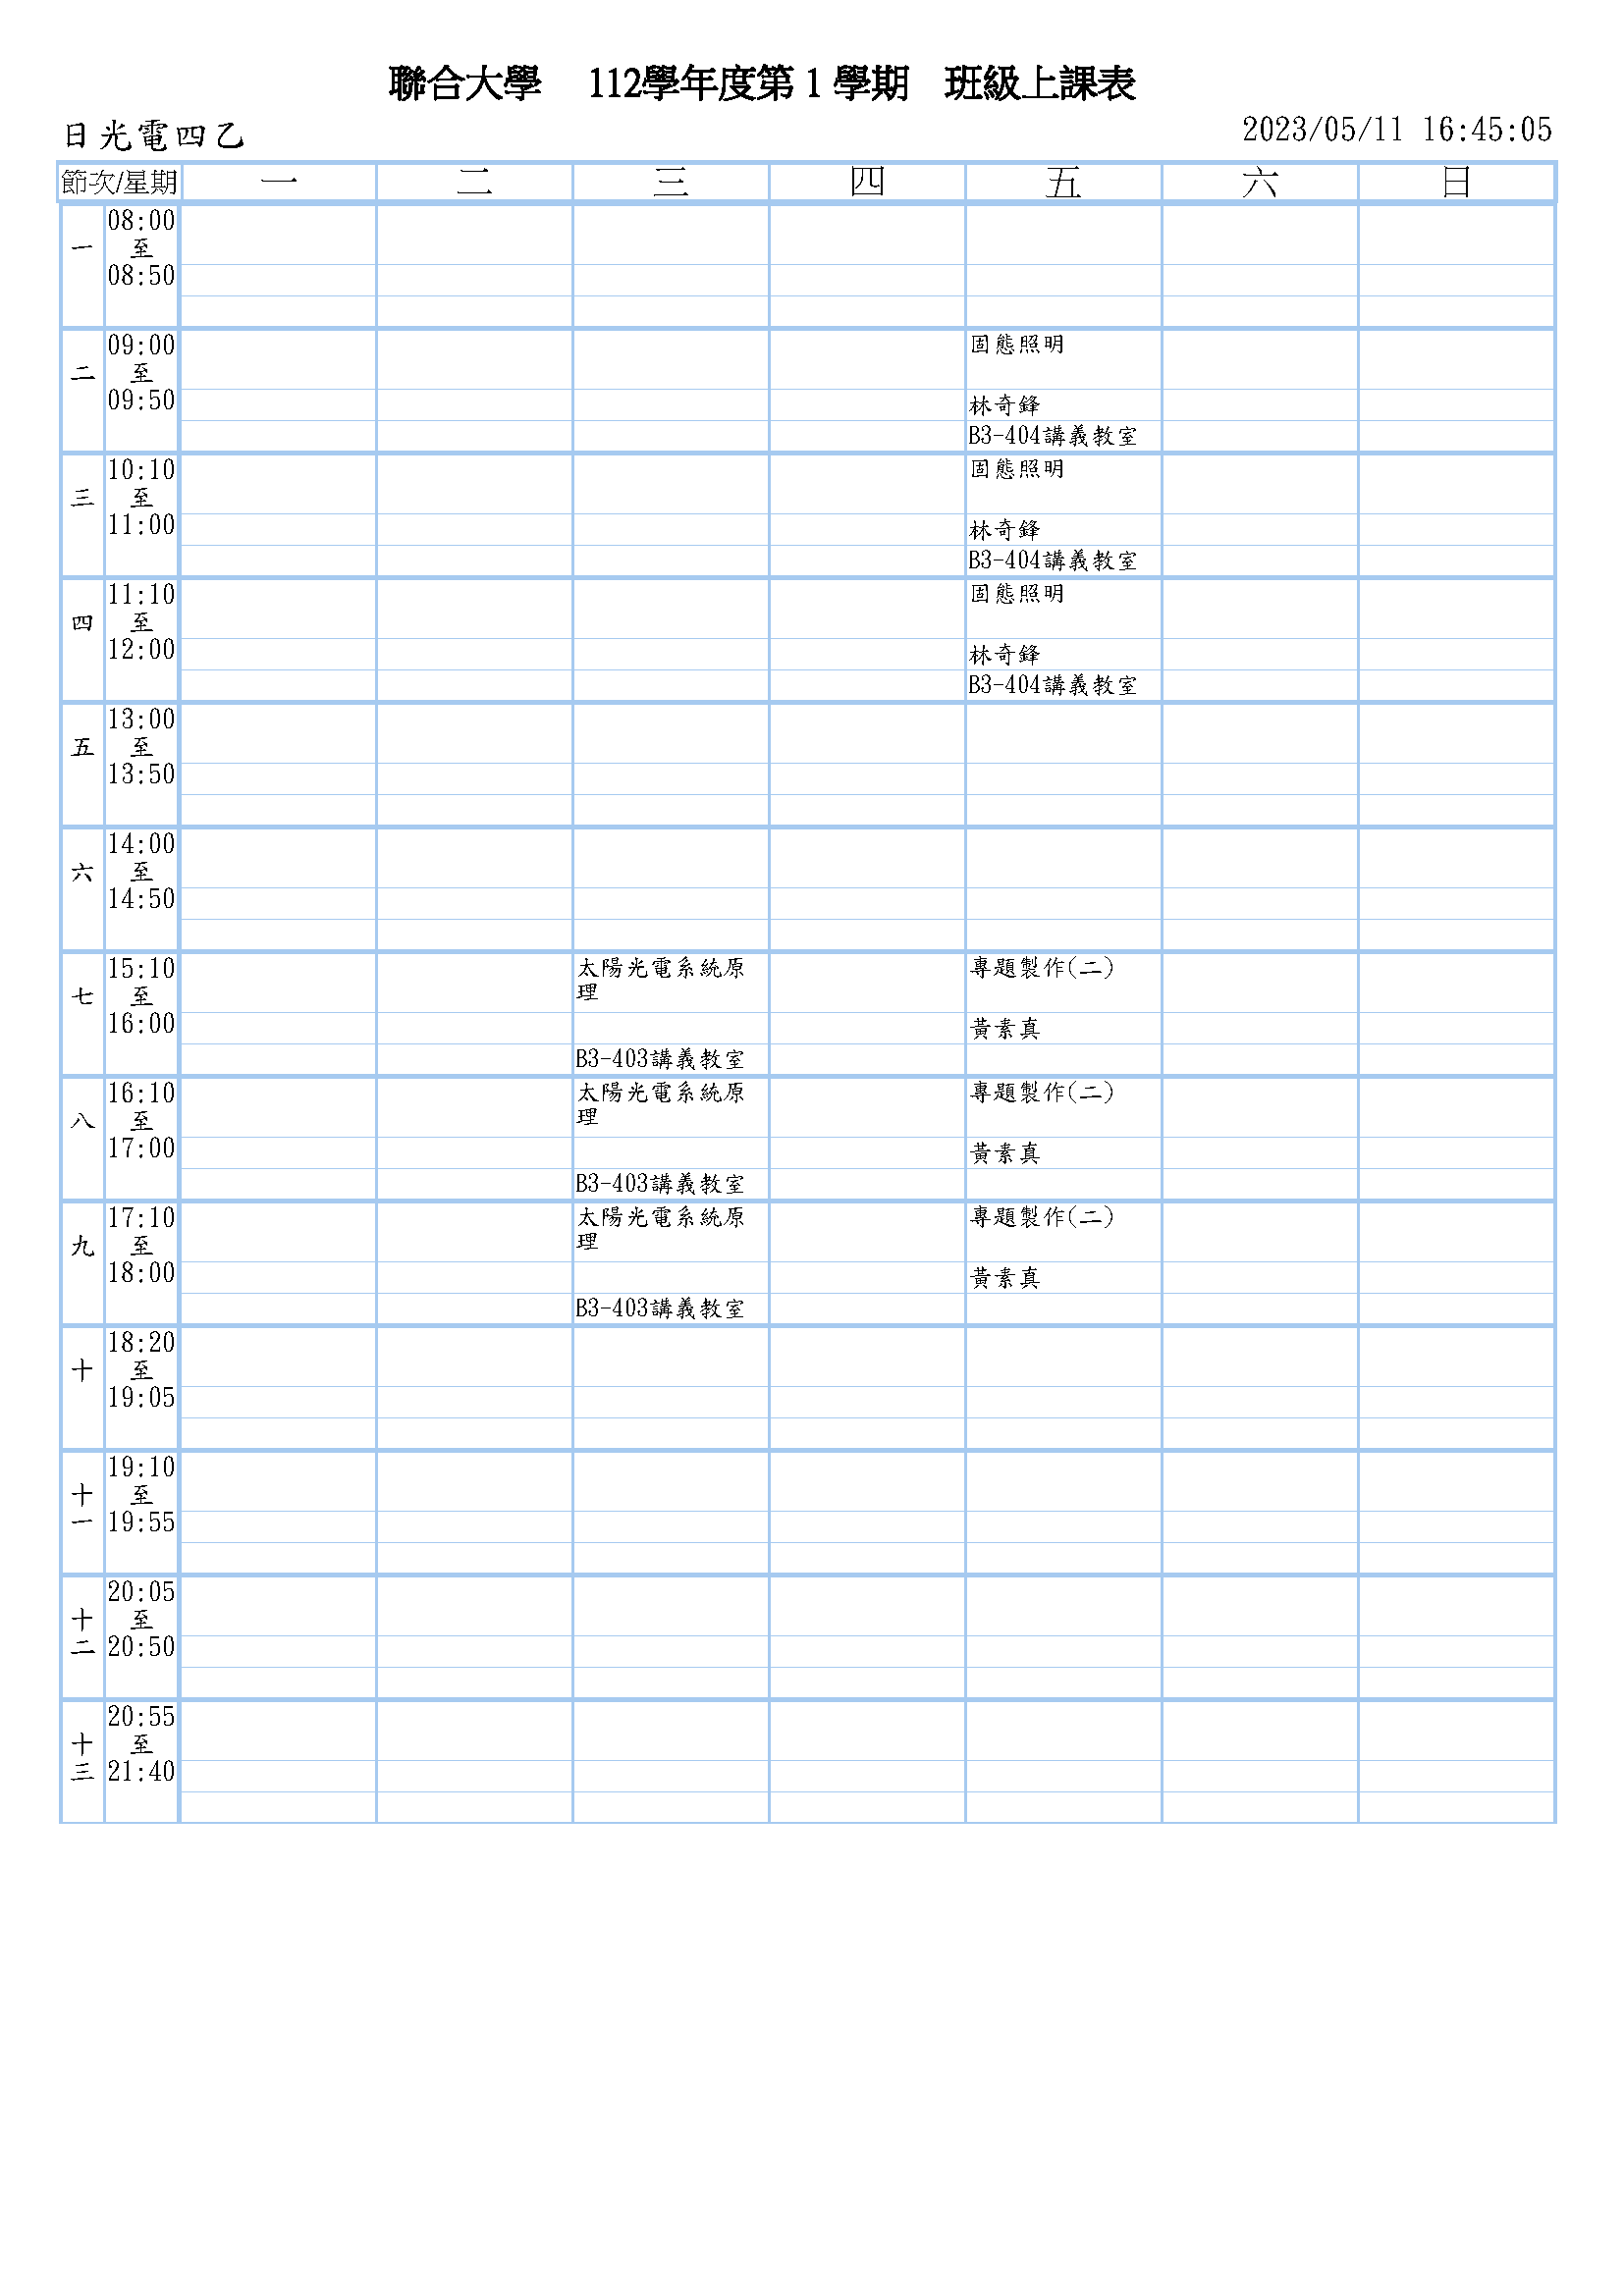 聯合大學 112學年度第 1 學期 班級上課表
日光電四乙 2023/05/11 16:45:05
節次/星期 一 二 三 四 五 六 日
一 08:00
至
08:50
二 09:00 固態照明
至
09:50 林奇鋒
B3-404講義教室
三 10:10 固態照明
至
11:00 林奇鋒
B3-404講義教室
四 11:10 固態照明
至
12:00 林奇鋒
B3-404講義教室
五 13:00
至
13:50
六 14:00
至
14:50
七 15:10 太陽光電系統原 專題製作(二)
至 理
16:00 黃素真
B3-403講義教室
八 16:10 太陽光電系統原 專題製作(二)
至 理
17:00 黃素真
B3-403講義教室
九 17:10 太陽光電系統原 專題製作(二)
至 理
18:00 黃素真
B3-403講義教室
十 18:20
至
19:05
十 19:10
至
一 19:55
十 20:05
至
二 20:50
十 20:55
至
三 21:40